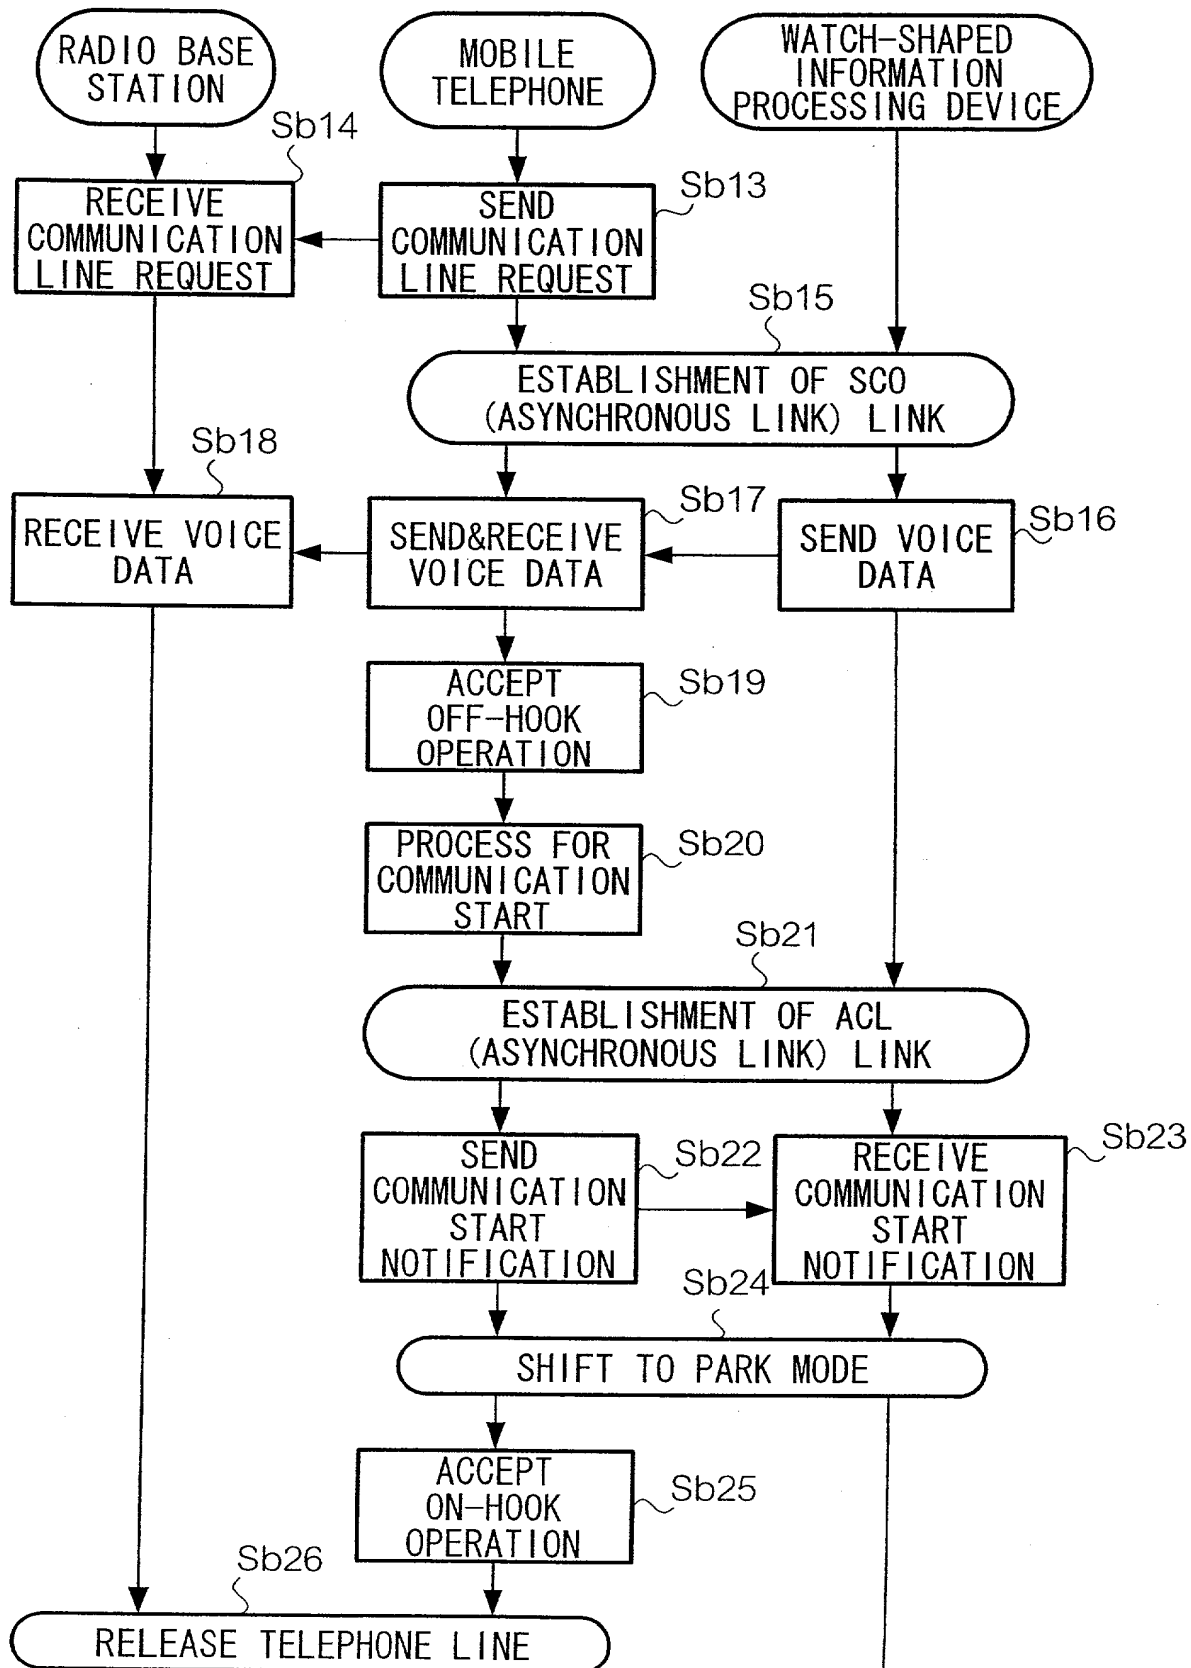 RADIO BASE
STATION
MOBILE
TELEPHONE
WATCH-SHAPED
INFORMATION
PROCESSING DEVICE
Sb14
RECEIVE
COMMUNICATION
LINE REQUEST
Sb13
SEND
COMMUNICATION
LINE REQUEST
Sb15
ESTABLISHMENT OF SCO
(ASYNCHRONOUS LINK) LINK
Sb18
RECEIVE VOICE
DATA
Sb17
SEND&RECEIVE
VOICE DATA
Sb16
SEND VOICE
DATA
Sb19
ACCEPT
OFF-HOOK
OPERATION
Sb20
PROCESS FOR
COMMUNICATION
START
Sb21
ESTABLISHMENT OF ACL
(ASYNCHRONOUS LINK) LINK
Sb22
SEND
COMMUNICATION
START
NOTIFICATION
Sb23
RECEIVE
COMMUNICATION
START
NOTIFICATION
Sb24
SHIFT TO PARK MODE
Sb25
ACCEPT
ON-HOOK
OPERATION
Sb26
RELEASE TELEPHONE LINE